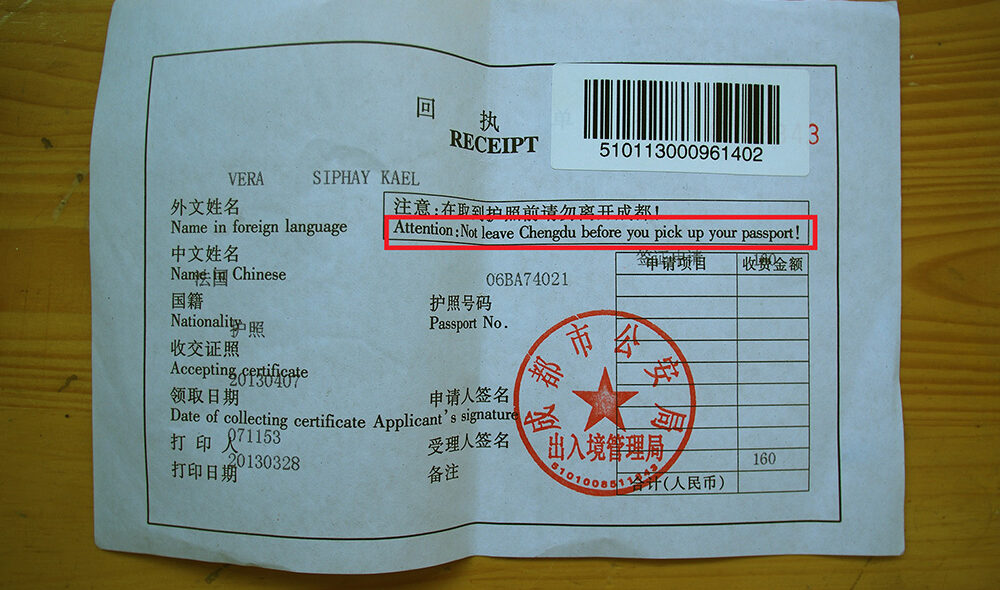 回 执
RECEIPT
3
510113000961402
VERA SIPHAY KAEL
外文姓名
Name in foreign language
注意:在取到护照前请勿离开成都!
Attention:Not leave Chengdu before you pick up your passport!
中文姓名
Name in Chinese
法国
06BA74021
签证申请 160
申请项目 收费金额
国籍
Nationality
护照
护照号码
Passport No.
收交证照
Accepting certificate
20130407
领取日期
Date of collecting certificate
申请人签名
Applicant's signature
打 印 人
071153
受理人签名
打印日期
20130328
备注
160
合计(人民币)
成都市公安局
出入境管理局